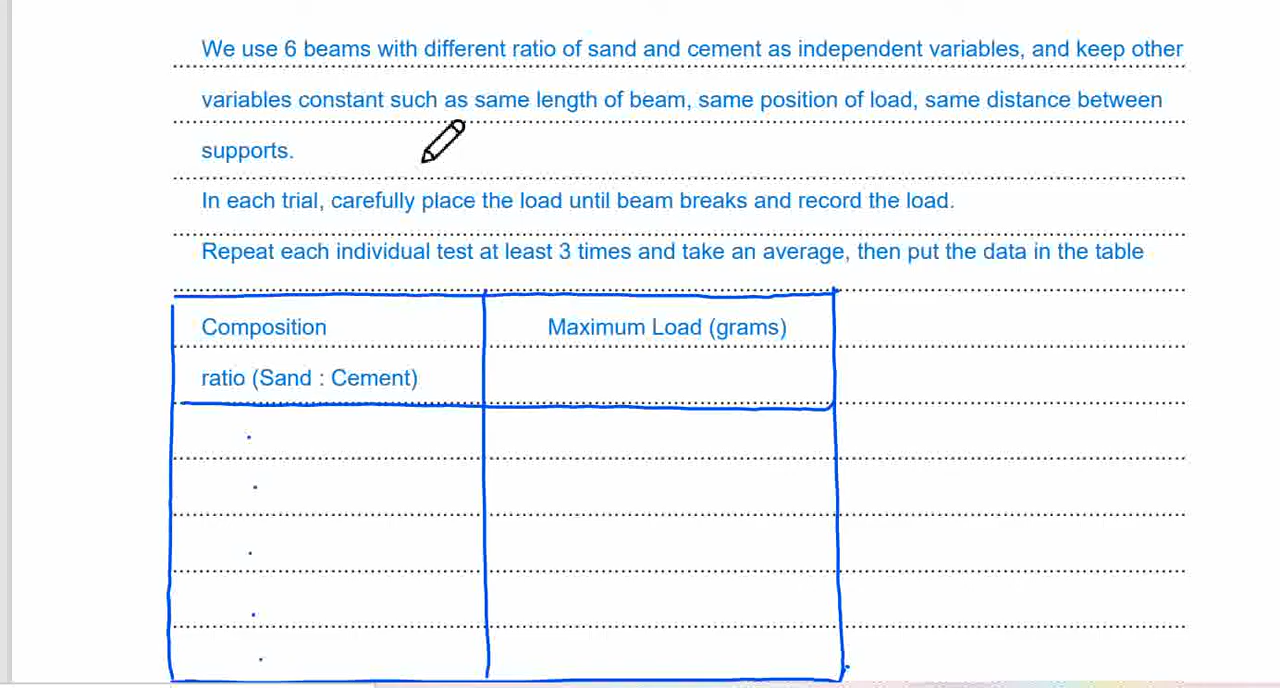 We use 6 beams with different ratio of sand and cement as independent variables, and keep other
variables constant such as same length of beam, same position of load, same distance between
supports.
In each trial, carefully place the load until beam breaks and record the load.
Repeat each individual test at least 3 times and take an average, then put the data in the table
Composition
ratio (Sand : Cement)
Maximum Load (grams)